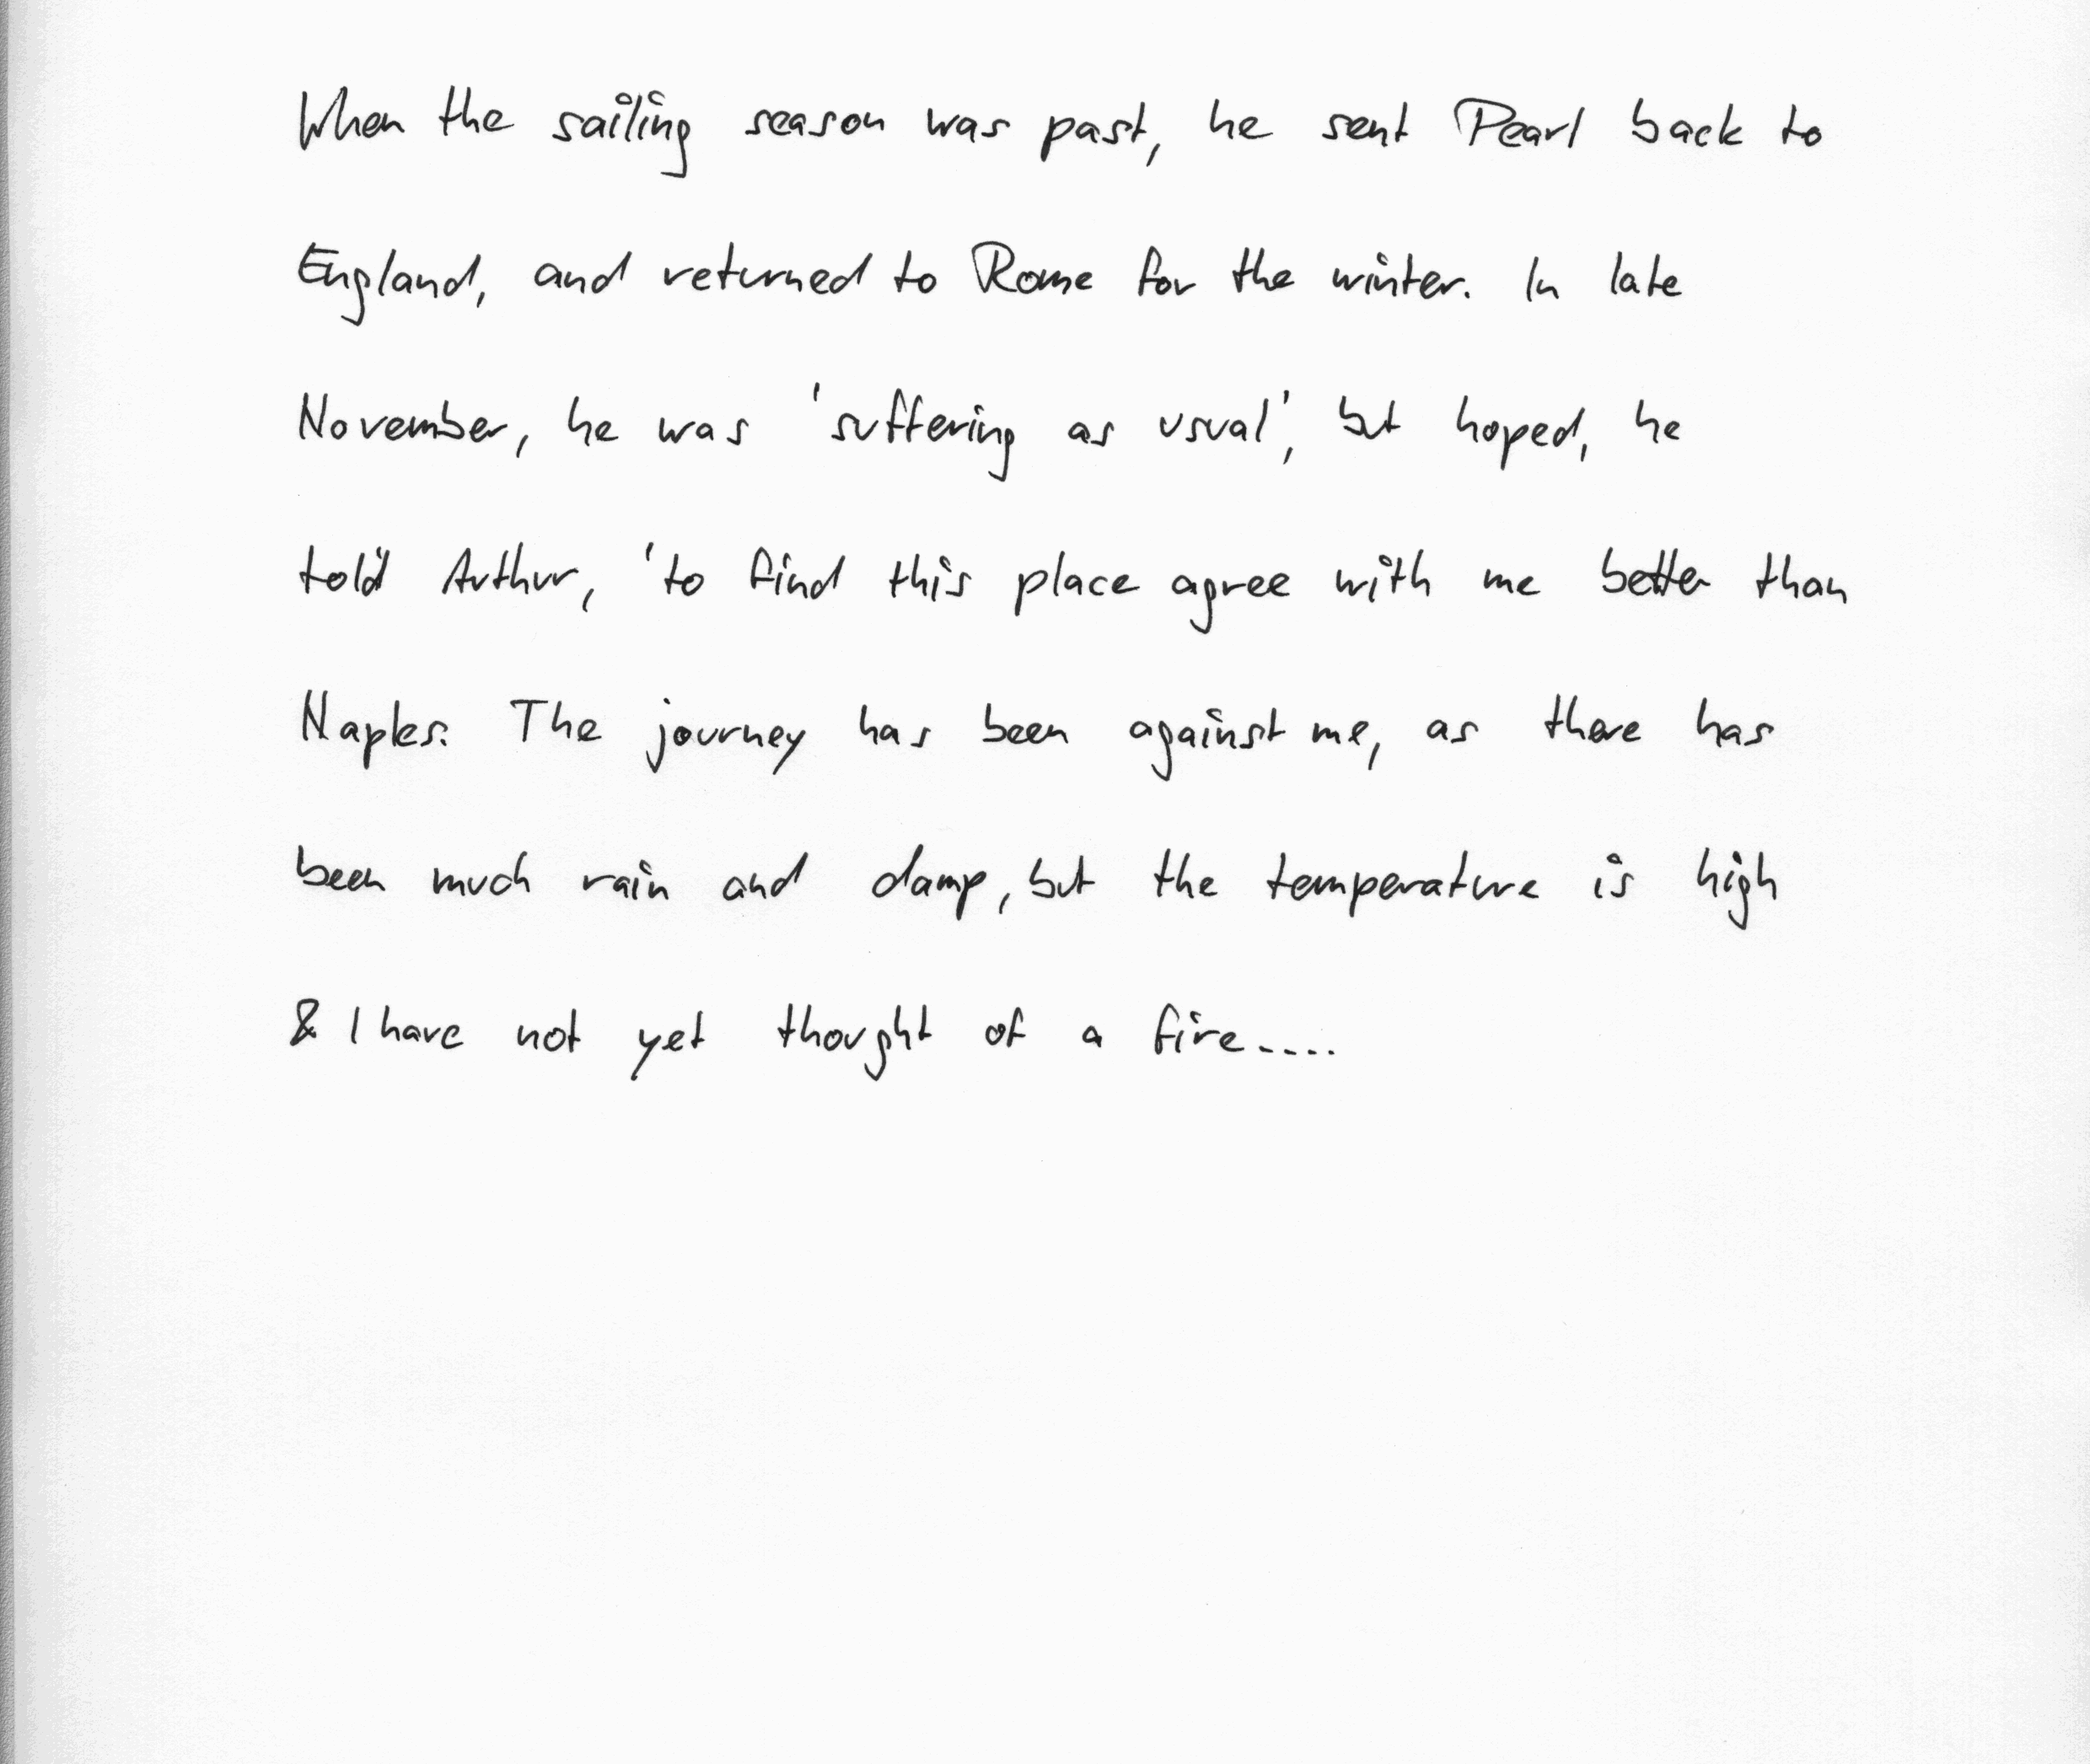 When the sailing season was past, he sent Pearl back to
England, and returned to Rome for the winter. In late
November, he was 'suffering as usual', but hoped, he
told Arthur, 'to find this place agree with me better than
Naples. The journey has been against me, as there has
been much rain and damp, but the temperature is high
& I have not yet thought of a fire....